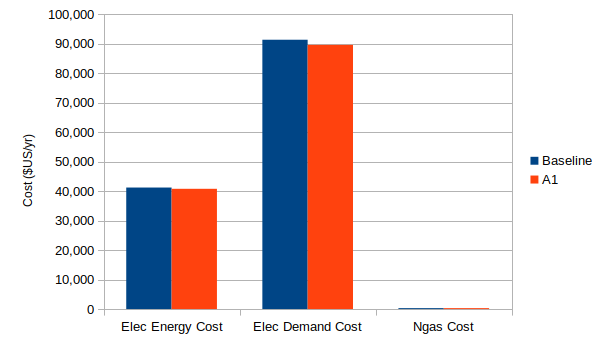 100,000
90,000
80,000
70,000
60,000
50,000
40,000
30,000
20,000
10,000
0
Cost ($US/yr)
Elec Energy Cost
Elec Demand Cost
Ngas Cost
Baseline
A1